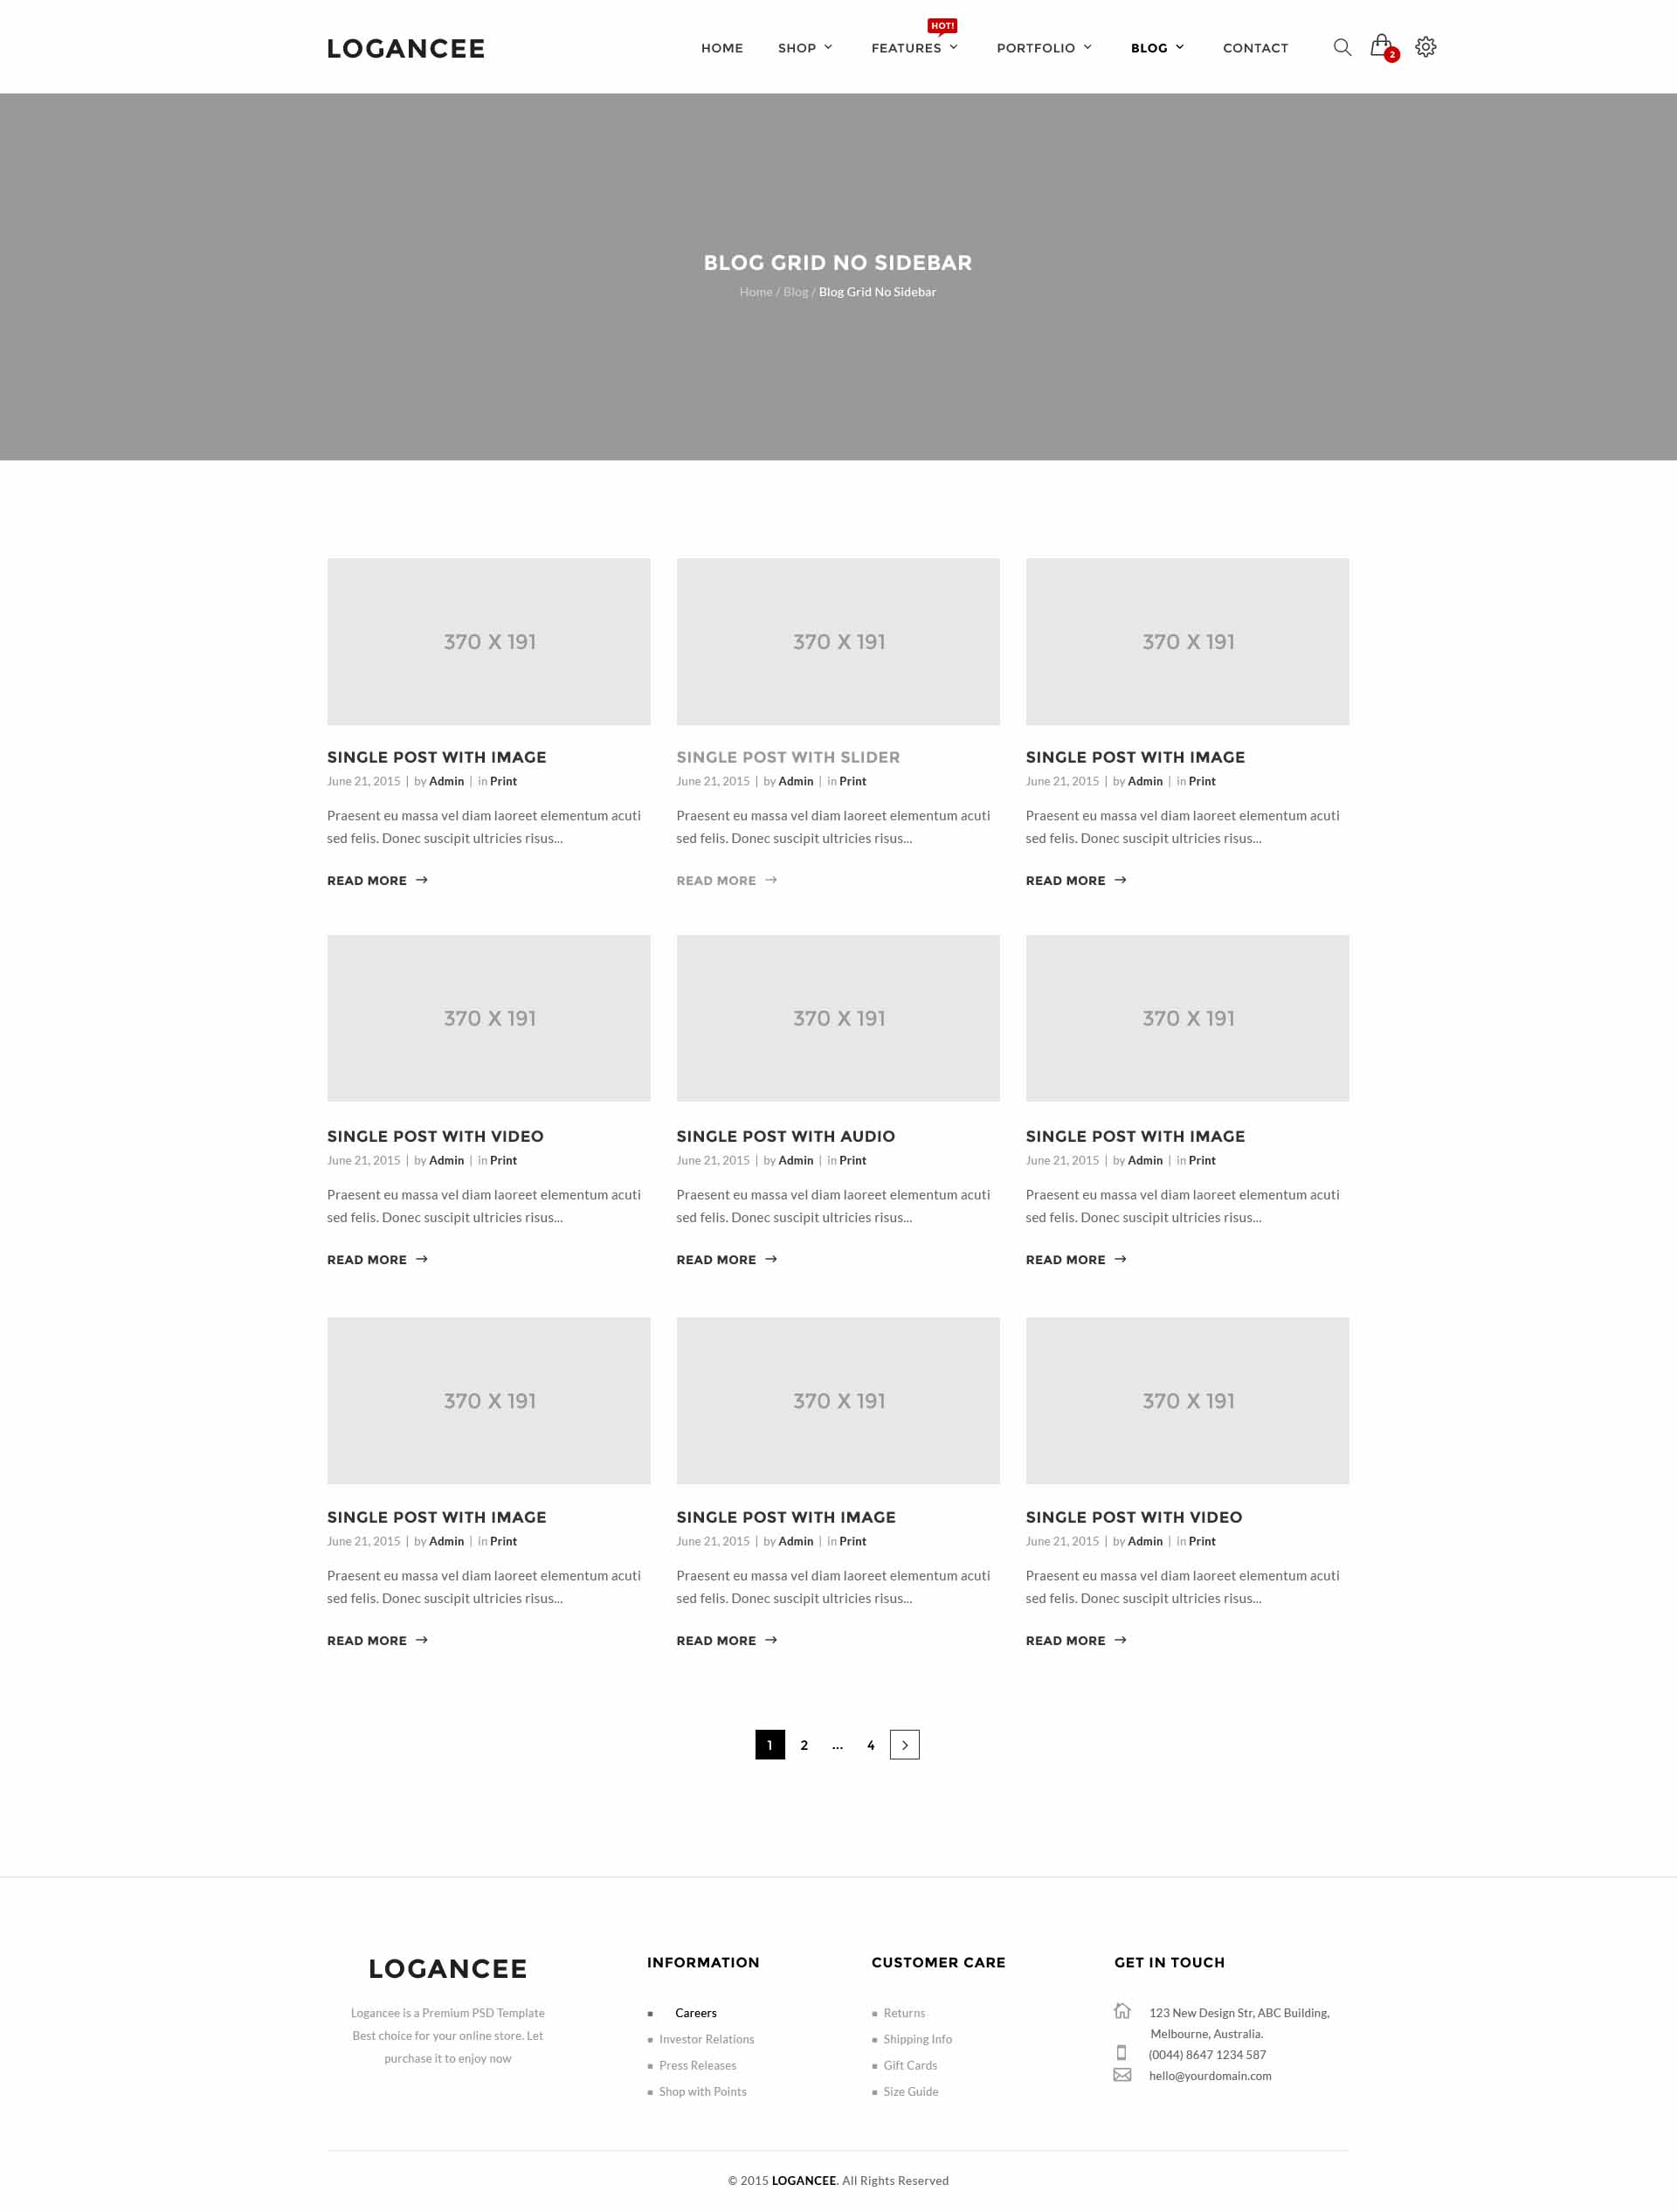 LOGANCEE
HOME SHOP FEATURES HOT! PORTFOLIO BLOG CONTACT 2
BLOG GRID NO SIDEBAR
Home / Blog / Blog Grid No Sidebar
370 X 191 370 X 191 370 X 191
SINGLE POST WITH IMAGE SINGLE POST WITH SLIDER SINGLE POST WITH IMAGE
June 21, 2015 | by Admin | in Print June 21, 2015 | by Admin | in Print June 21, 2015 | by Admin | in Print
Praesent eu massa vel diam laoreet elementum acuti Praesent eu massa vel diam laoreet elementum acuti Praesent eu massa vel diam laoreet elementum acuti
sed felis. Donec suscipit ultricies risus... sed felis. Donec suscipit ultricies risus... sed felis. Donec suscipit ultricies risus...
READ MORE → READ MORE → READ MORE →
370 X 191 370 X 191 370 X 191
SINGLE POST WITH VIDEO SINGLE POST WITH AUDIO SINGLE POST WITH IMAGE
June 21, 2015 | by Admin | in Print June 21, 2015 | by Admin | in Print June 21, 2015 | by Admin | in Print
Praesent eu massa vel diam laoreet elementum acuti Praesent eu massa vel diam laoreet elementum acuti Praesent eu massa vel diam laoreet elementum acuti
sed felis. Donec suscipit ultricies risus... sed felis. Donec suscipit ultricies risus... sed felis. Donec suscipit ultricies risus...
READ MORE → READ MORE → READ MORE →
370 X 191 370 X 191 370 X 191
SINGLE POST WITH IMAGE SINGLE POST WITH IMAGE SINGLE POST WITH VIDEO
June 21, 2015 | by Admin | in Print June 21, 2015 | by Admin | in Print June 21, 2015 | by Admin | in Print
Praesent eu massa vel diam laoreet elementum acuti Praesent eu massa vel diam laoreet elementum acuti Praesent eu massa vel diam laoreet elementum acuti
sed felis. Donec suscipit ultricies risus... sed felis. Donec suscipit ultricies risus... sed felis. Donec suscipit ultricies risus...
READ MORE → READ MORE → READ MORE →
1 2 ... 4 >
LOGANCEE
Logancee is a Premium PSD Template
Best choice for your online store. Let
purchase it to enjoy now
INFORMATION
Careers
Investor Relations
Press Releases
Shop with Points
CUSTOMER CARE
Returns
Shipping Info
Gift Cards
Size Guide
GET IN TOUCH
123 New Design Str, ABC Building,
Melbourne, Australia.
(0044) 8647 1234 587
hello@yourdomain.com
© 2015 LOGANCEE. All Rights Reserved